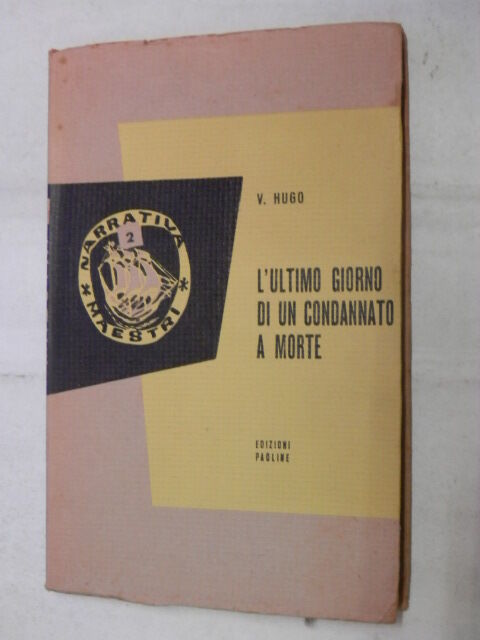 V. HUGO
NARRATIVA
2
* MAESTRI *
L'ULTIMO GIORNO
DI UN CONDANNATO
A MORTE
EDIZIONI
PAOLINE